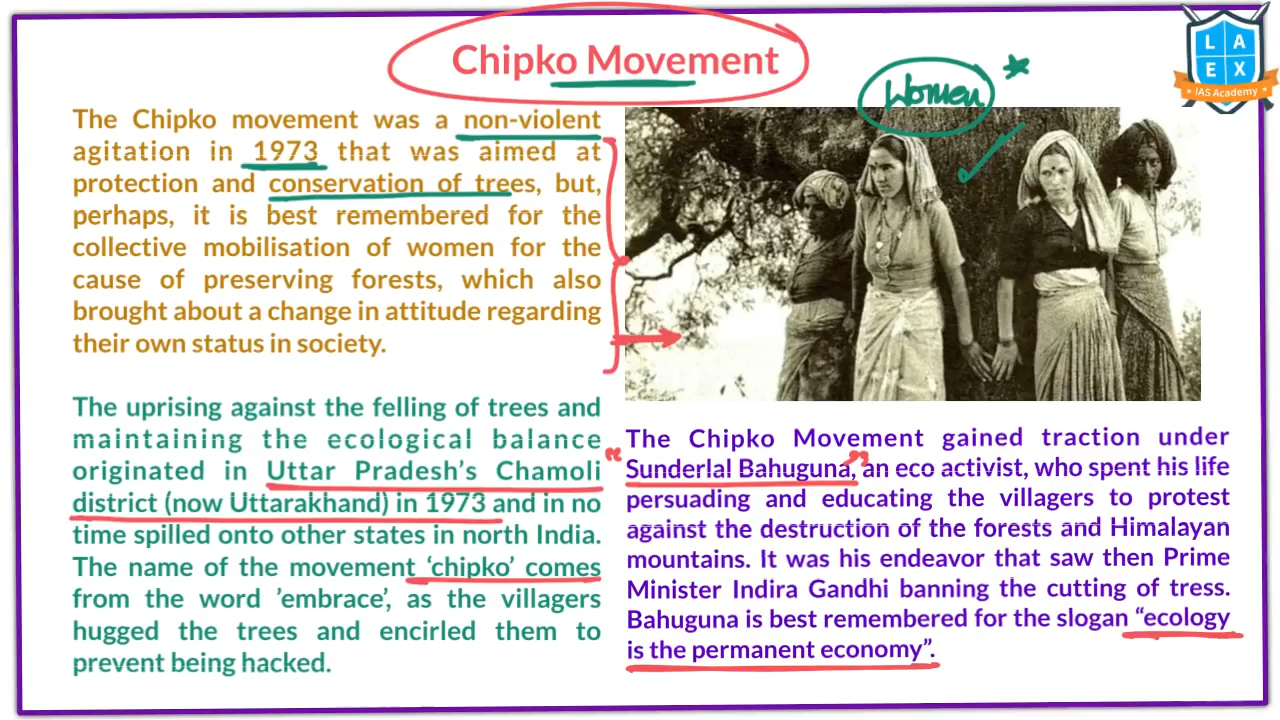 Chipko Movement
Women
L A
E X
IAS Academy
The Chipko movement was a non-violent
agitation in 1973 that was aimed at
protection and conservation of trees, but,
perhaps, it is best remembered for the
collective mobilisation of women for the
cause of preserving forests, which also
brought about a change in attitude regarding
their own status in society.
The uprising against the felling of trees and
maintaining the ecological balance
originated in Uttar Pradesh’s Chamoli
district (now Uttarakhand) in 1973 and in no
time spilled onto other states in north India.
The name of the movement ‘chipko’ comes
from the word ’embrace’, as the villagers
hugged the trees and encirled them to
prevent being hacked.
The Chipko Movement gained traction under
Sunderlal Bahuguna, an eco activist, who spent his life
persuading and educating the villagers to protest
against the destruction of the forests and Himalayan
mountains. It was his endeavor that saw then Prime
Minister Indira Gandhi banning the cutting of tress.
Bahuguna is best remembered for the slogan “ecology
is the permanent economy”.